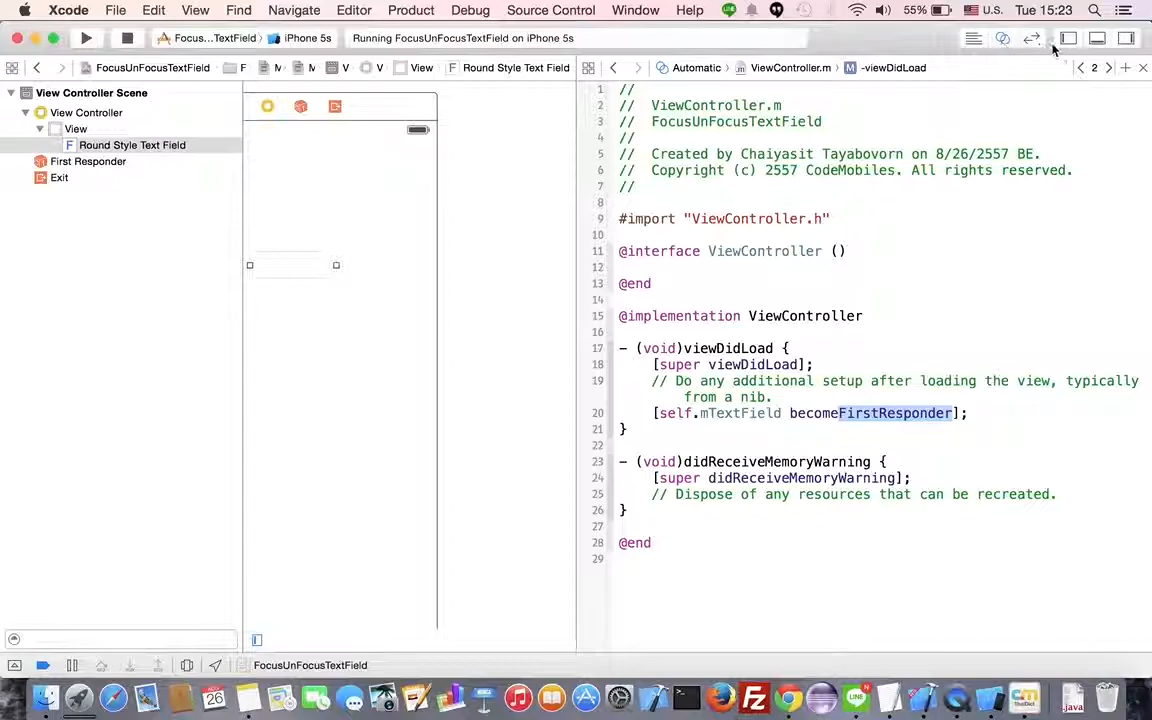 Xcode File Edit View Find Navigate Editor Product Debug Source Control Window Help 55% U.S. Tue 15:23
Focus...TextField iPhone 5s Running FocusUnFocusTextField on iPhone 5s
FocusUnFocusTextField F M M V V View F Round Style Text Field Automatic ViewController.m M -viewDidLoad 2
View Controller Scene
View Controller
View
F Round Style Text Field
First Responder
Exit
1 //
2 // ViewController.m
3 // FocusUnFocusTextField
4 //
5 // Created by Chaiyasit Tayabovorn on 8/26/2557 BE.
6 // Copyright (c) 2557 CodeMobiles. All rights reserved.
7 //
8
9 #import "ViewController.h"
10
11 @interface ViewController ()
12
13 @end
14
15 @implementation ViewController
16
17 - (void)viewDidLoad {
18 [super viewDidLoad];
19 // Do any additional setup after loading the view, typically
from a nib.
20 [self.mTextField becomeFirstResponder];
21 }
22
23 - (void)didReceiveMemoryWarning {
24 [super didReceiveMemoryWarning];
25 // Dispose of any resources that can be recreated.
26 }
27
28 @end
29
FocusUnFocusTextField
AUG
26
LINE
FZ
LINE
cm
.java